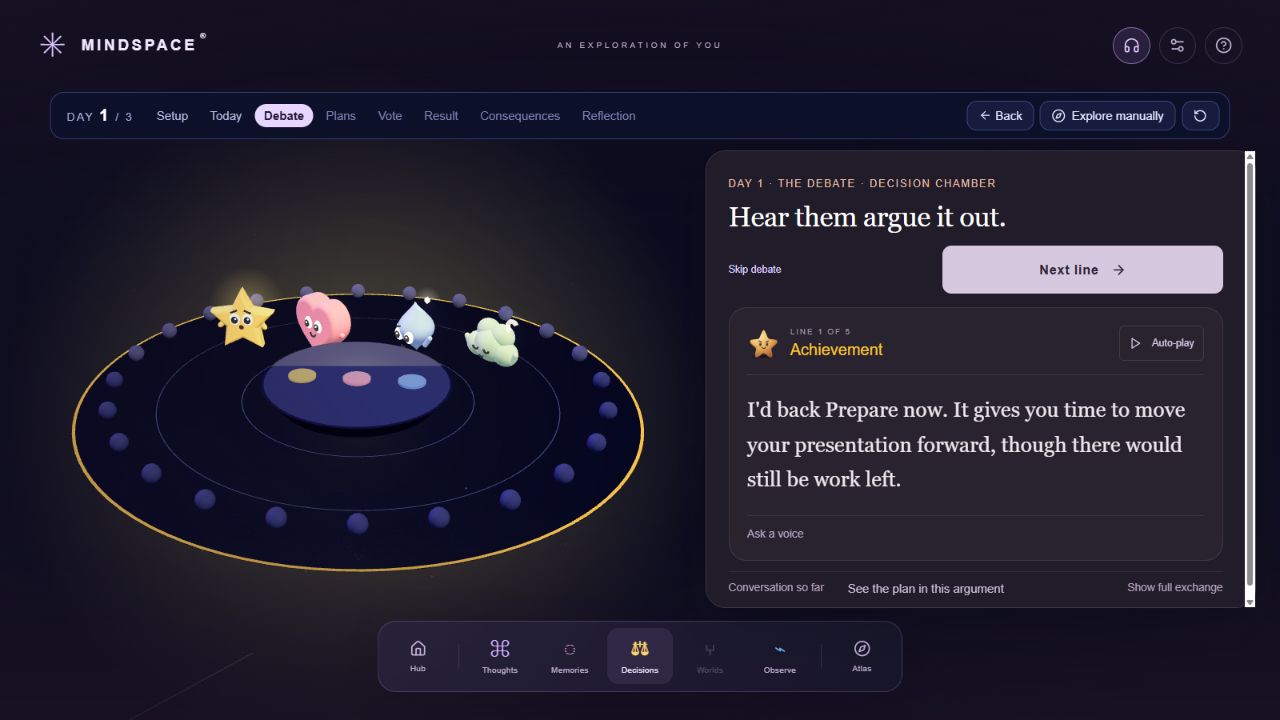 MINDSPACE®
AN EXPLORATION OF YOU
DAY 1 / 3
Setup
Today
Debate
Plans
Vote
Result
Consequences
Reflection
Back
Explore manually
DAY 1 · THE DEBATE · DECISION CHAMBER
Hear them argue it out.
Skip debate
Next line
LINE 1 OF 5
Achievement
Auto-play
I'd back Prepare now. It gives you time to move
your presentation forward, though there would
still be work left.
Ask a voice
Conversation so far
See the plan in this argument
Show full exchange
Hub
Thoughts
Memories
Decisions
Worlds
Observe
Atlas